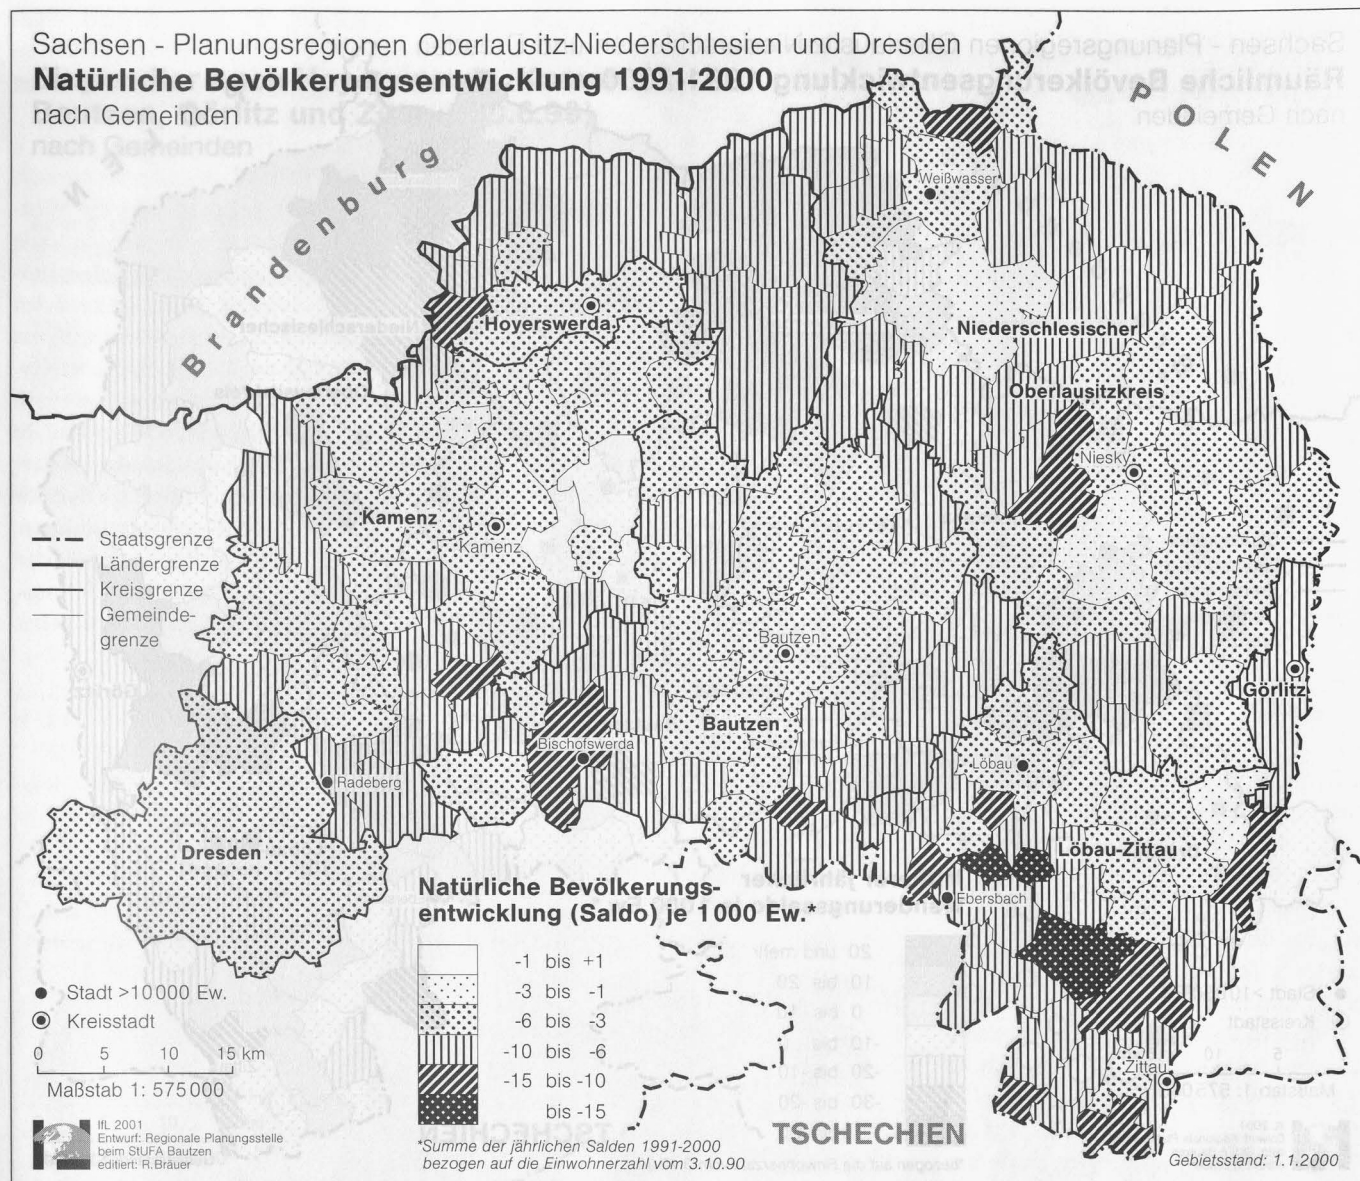 Sachsen - Planungsregionen Oberlausitz-Niederschlesien und Dresden
Natürliche Bevölkerungsentwicklung 1991-2000
nach Gemeinden
POLEN
Brandenburg
Weißwasser
Hoyerswerda
Niederschlesischer
Oberlausitzkreis
Niesky
Kamenz
Kamenz
Staatsgrenze
Ländergrenze
Kreisgrenze
Gemeinde-
grenze
Bautzen
Görlitz
Bautzen
Bischofswerda
Löbau
Radeberg
Dresden
Löbau-Zittau
Ebersbach
Zittau
Natürliche Bevölkerungs-
entwicklung (Saldo) je 1000 Ew.*
-1 bis +1
-3 bis -1
-6 bis -3
-10 bis -6
-15 bis -10
bis -15
Stadt >10000 Ew.
Kreisstadt
0 5 10 15 km
Maßstab 1: 575000
IfL 2001
Entwurf: Regionale Planungsstelle
beim StUFA Bautzen
editiert: R.Bräuer
*Summe der jährlichen Salden 1991-2000
bezogen auf die Einwohnerzahl vom 3.10.90
TSCHECHIEN
Gebietsstand: 1.1.2000